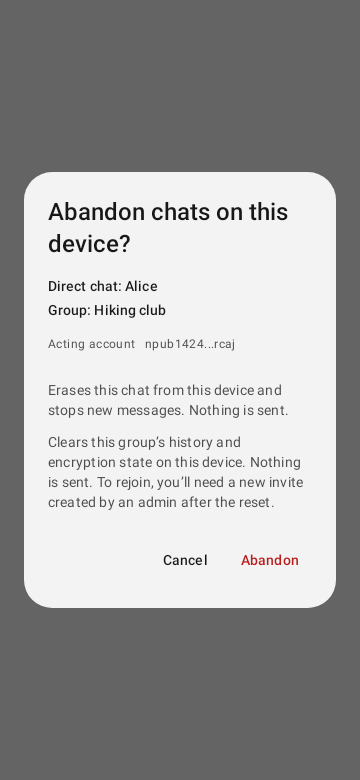 Abandon chats on this
device?
Direct chat: Alice
Group: Hiking club
Acting account npub1424...rcaj
Erases this chat from this device and
stops new messages. Nothing is sent.
Clears this group’s history and
encryption state on this device. Nothing
is sent. To rejoin, you’ll need a new invite
created by an admin after the reset.
Cancel Abandon